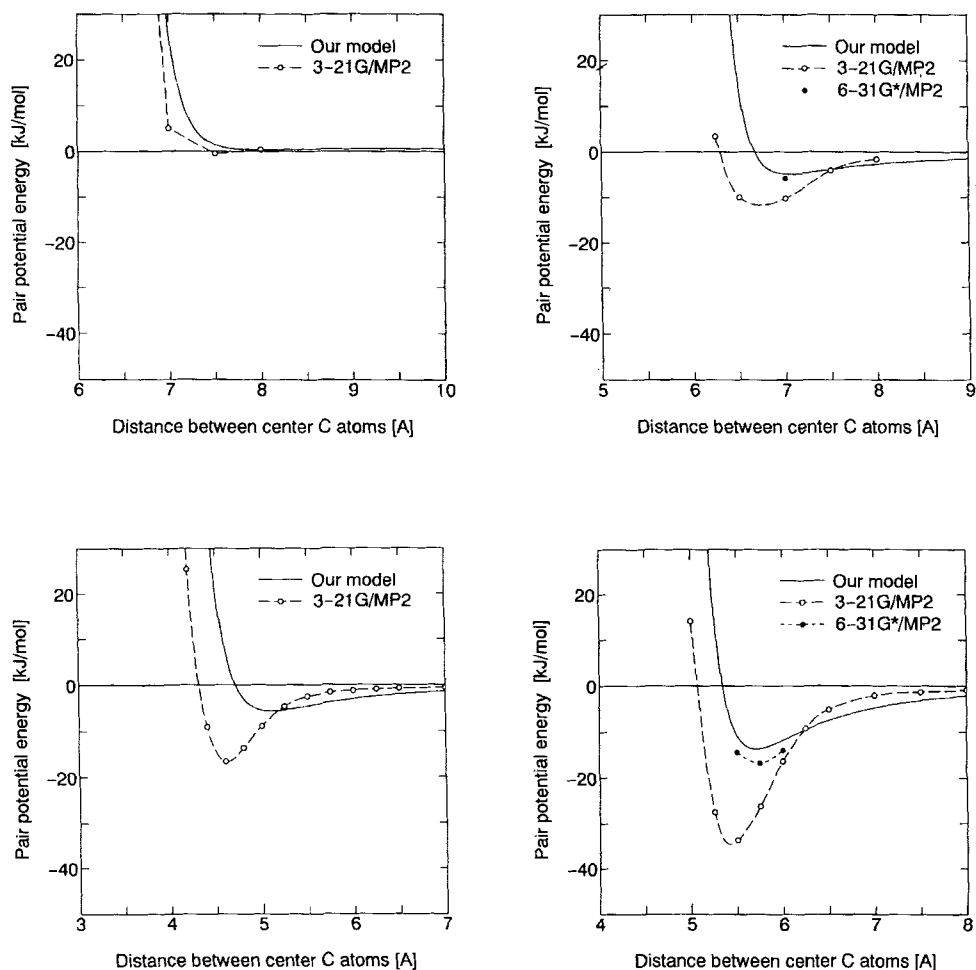 Our model
3-21G/MP2
20
0
-20
-40
Pair potential energy [kJ/mol]
6 7 8 9 10
Distance between center C atoms [A]
Our model
3-21G/MP2
6-31G*/MP2
20
0
-20
-40
Pair potential energy [kJ/mol]
5 6 7 8 9
Distance between center C atoms [A]
Our model
3-21G/MP2
20
0
-20
-40
Pair potential energy [kJ/mol]
3 4 5 6 7
Distance between center C atoms [A]
Our model
3-21G/MP2
6-31G*/MP2
20
0
-20
-40
Pair potential energy [kJ/mol]
4 5 6 7 8
Distance between center C atoms [A]